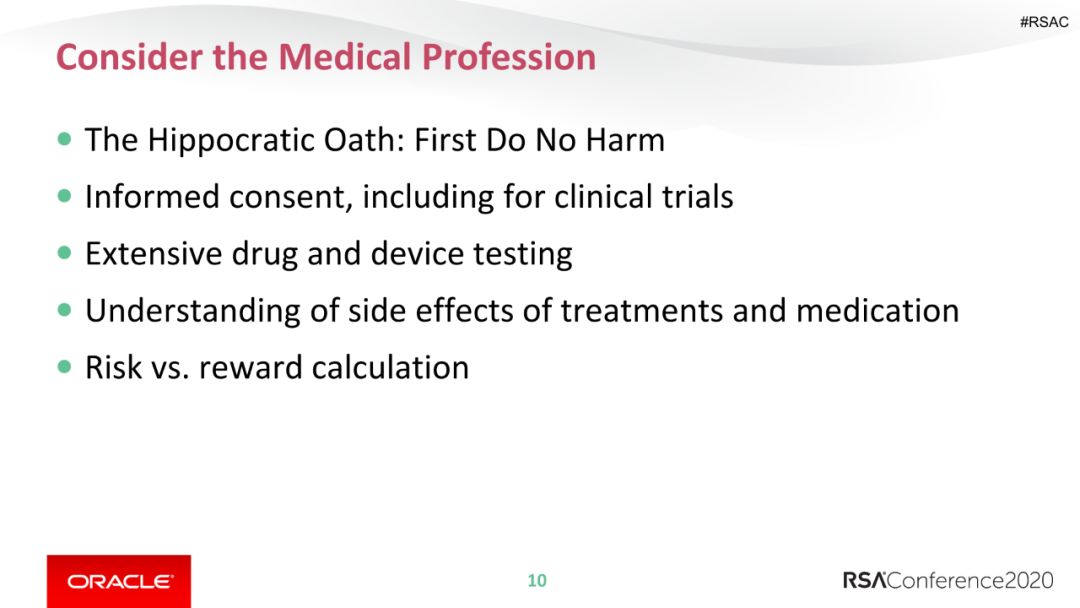 #RSAC
Consider the Medical Profession
• The Hippocratic Oath: First Do No Harm
• Informed consent, including for clinical trials
• Extensive drug and device testing
• Understanding of side effects of treatments and medication
• Risk vs. reward calculation
ORACLE
10
RSAConference2020